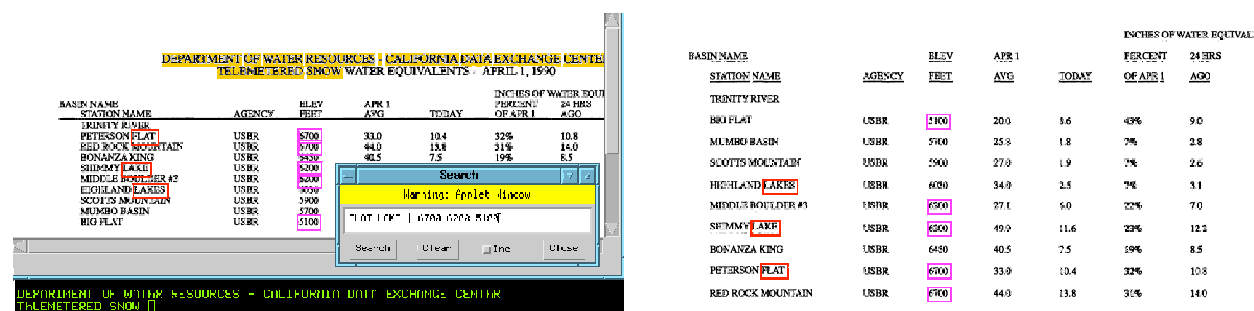 DEPARTMENT OF WATER RESOURCES - CALIFORNIA DATA EXCHANGE CENTE
TELEMETERED SNOW WATER EQUIVALENTS - APRIL 1, 1990
INCHES OF WATER EQUI
BASIN NAME ELEV APR 1 PERCENT 24 HRS
STATION NAME AGENCY FEET AVG TODAY OF APR 1 AGO
TRINITY RIVER
PETERSON FLAT USBR 6700 33.0 10.4 32% 10.8
RED ROCK MOUNTAIN USBR 6700 44.0 13.8 31% 14.0
BONANZA KING USBR 6450 40.5 7.5 19% 8.5
SHIMMY LAKE USBR 6200
MIDDLE BOULDER #3 USBR 6200
HIGHLAND LAKES USBR 6030
SCOTTS MOUNTAIN USBR 5900
MUMBO BASIN USBR 5700
BIG FLAT USBR 5100
Search
Warning: Applet Window
FLAT LAKE | 6700 6200 5100
Search Clear Inc Close
DEPARTMENT OF WATER RESOURCES - CALIFORNIA DATA EXCHANGE CENTER
TELEMETERED SNOW
INCHES OF WATER EQUIVAL
BASIN NAME ELEV APR 1 PERCENT 24 HRS
STATION NAME AGENCY FEET AVG TODAY OF APR 1 AGO
TRINITY RIVER
BIG FLAT USBR 5100 20.0 8.6 43% 9.0
MUMBO BASIN USBR 5700 25.8 1.8 7% 2.8
SCOTTS MOUNTAIN USBR 5900 27.0 1.9 7% 2.6
HIGHLAND LAKES USBR 6030 34.0 2.5 7% 3.1
MIDDLE BOULDER #3 USBR 6200 27.1 6.0 22% 7.0
SHIMMY LAKE USBR 6200 49.0 11.6 23% 12.2
BONANZA KING USBR 6450 40.5 7.5 19% 8.5
PETERSON FLAT USBR 6700 33.0 10.4 32% 10.8
RED ROCK MOUNTAIN USBR 6700 44.0 13.8 31% 14.0